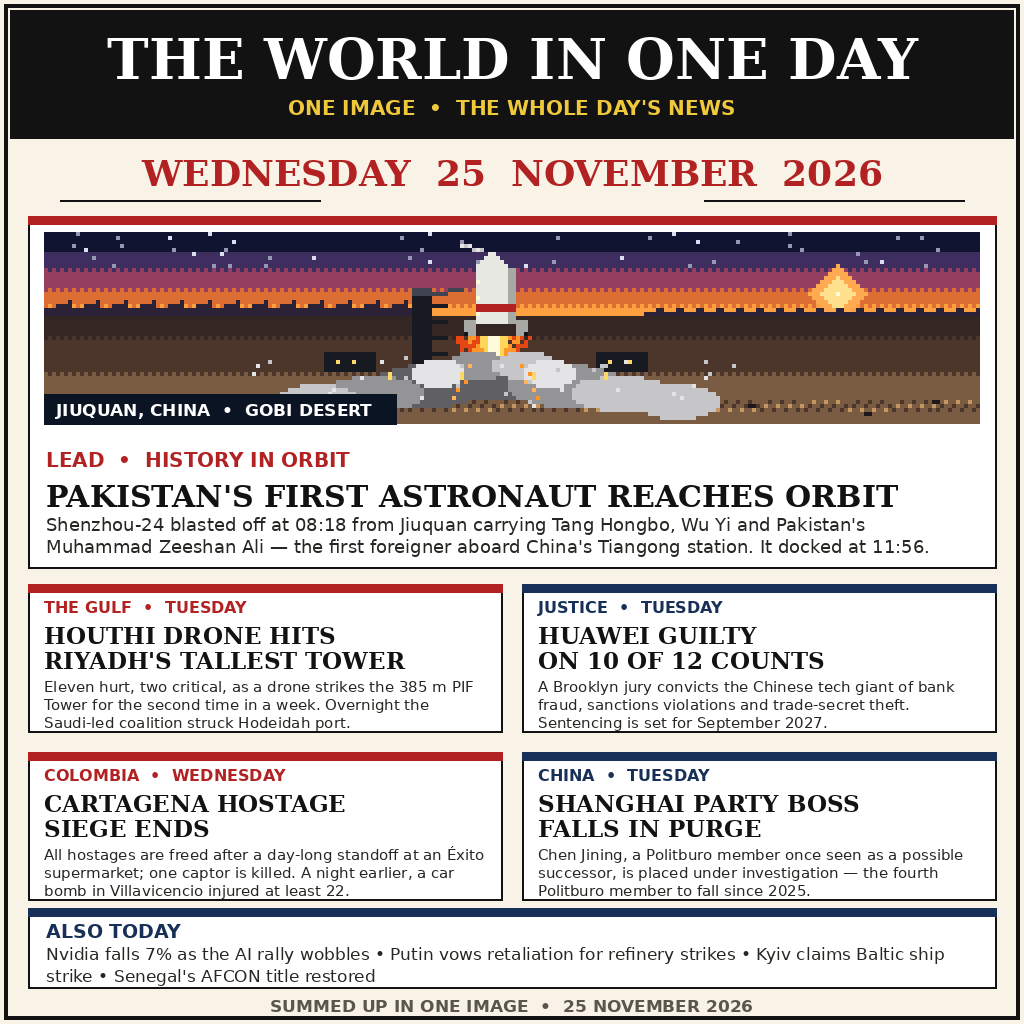 THE WORLD IN ONE DAY
ONE IMAGE • THE WHOLE DAY'S NEWS
WEDNESDAY 25 NOVEMBER 2026
JIUQUAN, CHINA • GOBI DESERT
LEAD • HISTORY IN ORBIT
PAKISTAN'S FIRST ASTRONAUT REACHES ORBIT
Shenzhou-24 blasted off at 08:18 from Jiuquan carrying Tang Hongbo, Wu Yi and Pakistan's
Muhammad Zeeshan Ali — the first foreigner aboard China's Tiangong station. It docked at 11:56.
THE GULF • TUESDAY
HOUTHI DRONE HITS
RIYADH'S TALLEST TOWER
Eleven hurt, two critical, as a drone strikes the 385 m PIF
Tower for the second time in a week. Overnight the
Saudi-led coalition struck Hodeidah port.
JUSTICE • TUESDAY
HUAWEI GUILTY
ON 10 OF 12 COUNTS
A Brooklyn jury convicts the Chinese tech giant of bank
fraud, sanctions violations and trade-secret theft.
Sentencing is set for September 2027.
COLOMBIA • WEDNESDAY
CARTAGENA HOSTAGE
SIEGE ENDS
All hostages are freed after a day-long standoff at an Éxito
supermarket; one captor is killed. A night earlier, a car
bomb in Villavicencio injured at least 22.
CHINA • TUESDAY
SHANGHAI PARTY BOSS
FALLS IN PURGE
Chen Jining, a Politburo member once seen as a possible
successor, is placed under investigation — the fourth
Politburo member to fall since 2025.
ALSO TODAY
Nvidia falls 7% as the AI rally wobbles • Putin vows retaliation for refinery strikes • Kyiv claims Baltic ship
strike • Senegal's AFCON title restored
SUMMED UP IN ONE IMAGE • 25 NOVEMBER 2026